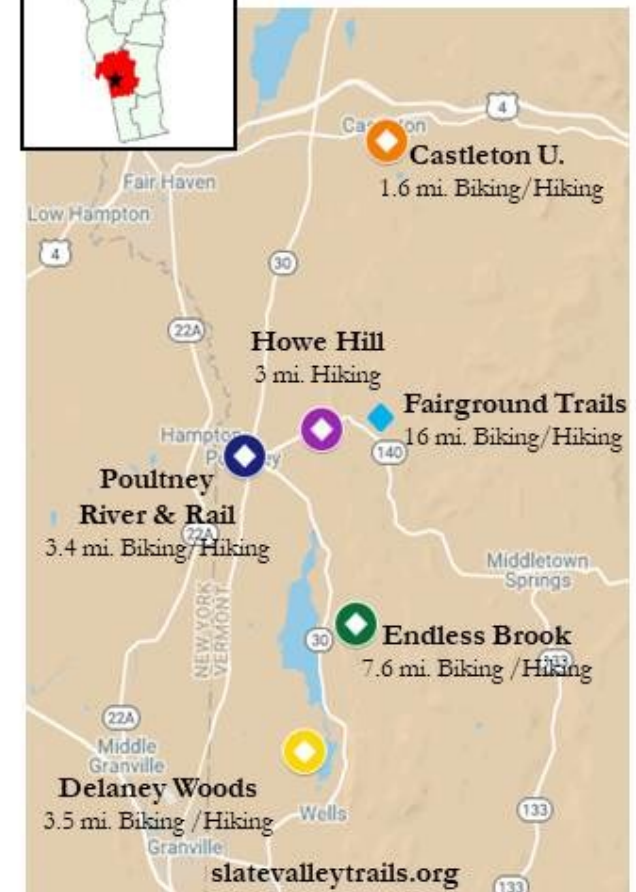 4
Castleton U.
1.6 mi. Biking/Hiking
Fair Haven
Low Hampton
4
30
22A
Howe Hill
3 mi. Hiking
Fairground Trails
16 mi. Biking/Hiking
Hampton
140
Poultney
River & Rail
22A
3.4 mi. Biking/Hiking
Middletown
Springs
NEW YORK
VERMONT
30
Endless Brook
133
7.6 mi. Biking /Hiking
22A
Middle
Granville
Delaney Woods
3.5 mi. Biking /Hiking
Wells
133
Granville
slatevalleytrails.org
133